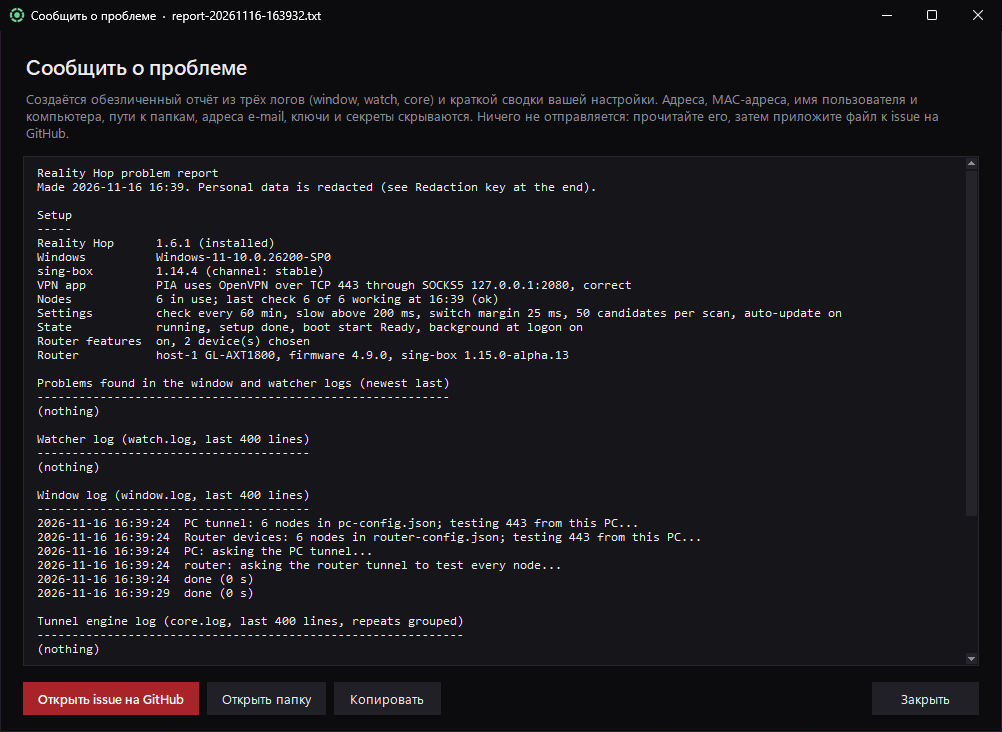 Сообщить о проблеме · report-20261116-163932.txt
Сообщить о проблеме
Создаётся обезличенный отчёт из трёх логов (window, watch, core) и краткой сводки вашей настройки. Адреса, MAC-адреса, имя пользователя и
компьютера, пути к папкам, адреса e-mail, ключи и секреты скрываются. Ничего не отправляется: прочитайте его, затем приложите файл к issue на
GitHub.
Reality Hop problem report
Made 2026-11-16 16:39. Personal data is redacted (see Redaction key at the end).
Setup
-----
Reality Hop      1.6.1 (installed)
Windows          Windows-11-10.0.26200-SP0
sing-box         1.14.4 (channel: stable)
VPN app          PIA uses OpenVPN over TCP 443 through SOCKS5 127.0.0.1:2080, correct
Nodes            6 in use; last check 6 of 6 working at 16:39 (ok)
Settings         check every 60 min, slow above 200 ms, switch margin 25 ms, 50 candidates per scan, auto-update on
State            running, setup done, boot start Ready, background at logon on
Router features  on, 2 device(s) chosen
Router           host-1 GL-AXT1800, firmware 4.9.0, sing-box 1.15.0-alpha.13
Problems found in the window and watcher logs (newest last)
-----------------------------------------------------------
(nothing)
Watcher log (watch.log, last 400 lines)
---------------------------------------
(nothing)
Window log (window.log, last 400 lines)
---------------------------------------
2026-11-16 16:39:24  PC tunnel: 6 nodes in pc-config.json; testing 443 from this PC...
2026-11-16 16:39:24  Router devices: 6 nodes in router-config.json; testing 443 from this PC...
2026-11-16 16:39:24  PC: asking the PC tunnel...
2026-11-16 16:39:24  router: asking the router tunnel to test every node...
2026-11-16 16:39:24  done (0 s)
2026-11-16 16:39:29  done (0 s)
Tunnel engine log (core.log, last 400 lines, repeats grouped)
-------------------------------------------------------------
(nothing)
Открыть issue на GitHub
Открыть папку
Копировать
Закрыть